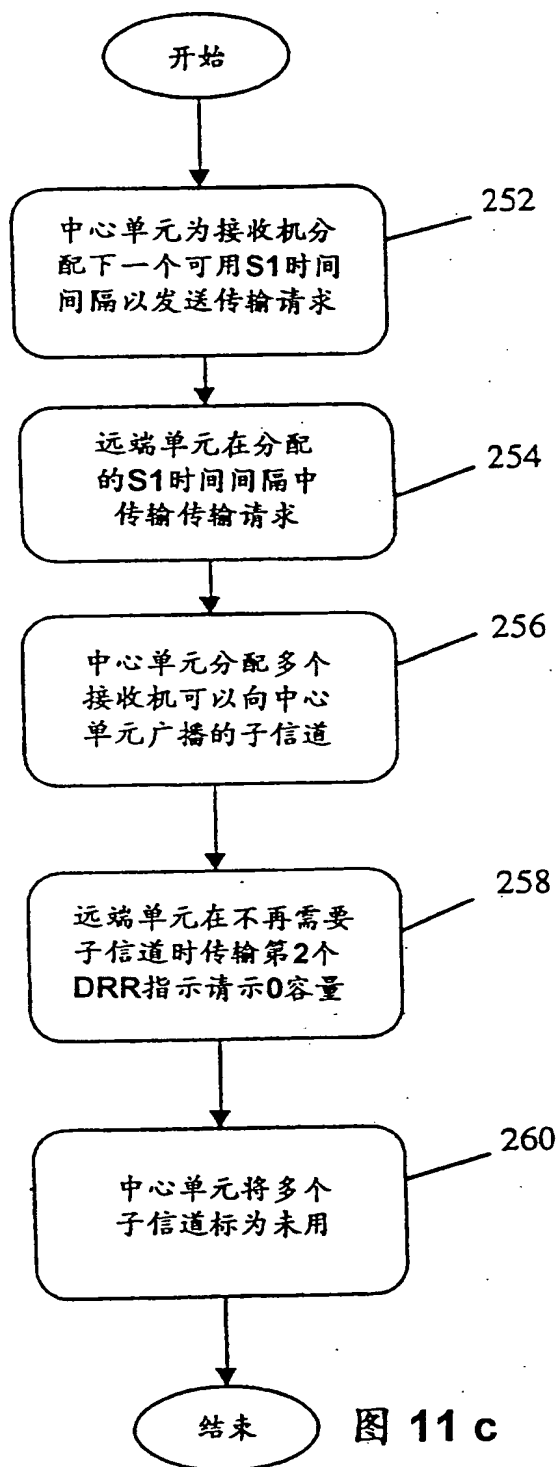 开始
252
中心单元为接收机分
配下一个可用S1时间
间隔以发送传输请求
254
远端单元在分配
的S1时间间隔中
传输传输请求
256
中心单元分配多个
接收机可以向中心
单元广播的子信道
258
远端单元在不再需要
子信道时传输第2个
DRR指示请示0容量
260
中心单元将多个
子信道标为未用
结束
图 11 c